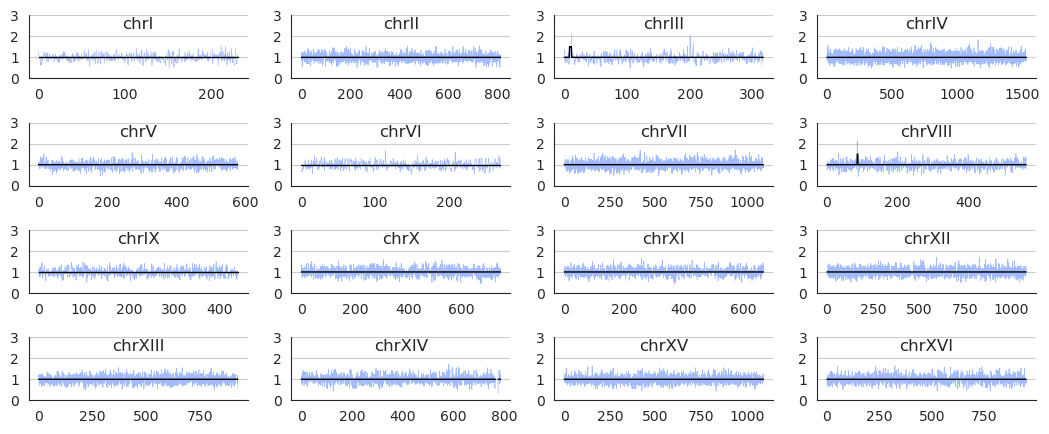 3 chrI 3 chrII 3 chrIII 3 chrIV
2 2 2 2
1 1 1 1
0 0 0 0
0 100 200 0 200 400 600 800 0 100 200 300 0 500 1000 1500
3 chrV 3 chrVI 3 chrVII 3 chrVIII
2 2 2 2
1 1 1 1
0 0 0 0
0 200 400 600 0 100 200 0 250 500 750 1000 0 200 400
3 chrIX 3 chrX 3 chrXI 3 chrXII
2 2 2 2
1 1 1 1
0 0 0 0
0 100 200 300 400 0 200 400 600 0 200 400 600 0 250 500 750 1000
3 chrXIII 3 chrXIV 3 chrXV 3 chrXVI
2 2 2 2
1 1 1 1
0 0 0 0
0 250 500 750 0 200 400 600 800 0 250 500 750 1000 0 250 500 750